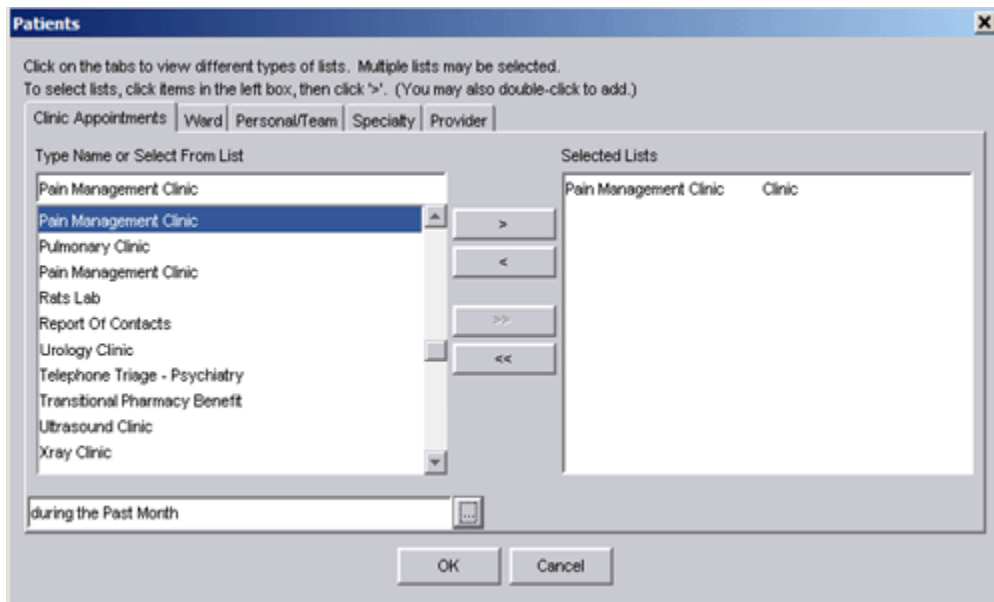 Patients
Click on the tabs to view different types of lists. Multiple lists may be selected.
To select lists, click items in the left box, then click '>'. (You may also double-click to add.)
Clinic Appointments Ward Personal/Team Specialty Provider
Type Name or Select From List
Selected Lists
Pain Management Clinic
Pain Management Clinic Clinic
Pain Management Clinic
Pulmonary Clinic
Pain Management Clinic
Rats Lab
Report Of Contacts
Urology Clinic
Telephone Triage - Psychiatry
Transitional Pharmacy Benefit
Ultrasound Clinic
Xray Clinic
>
<
>>
<<
during the Past Month
...
OK
Cancel